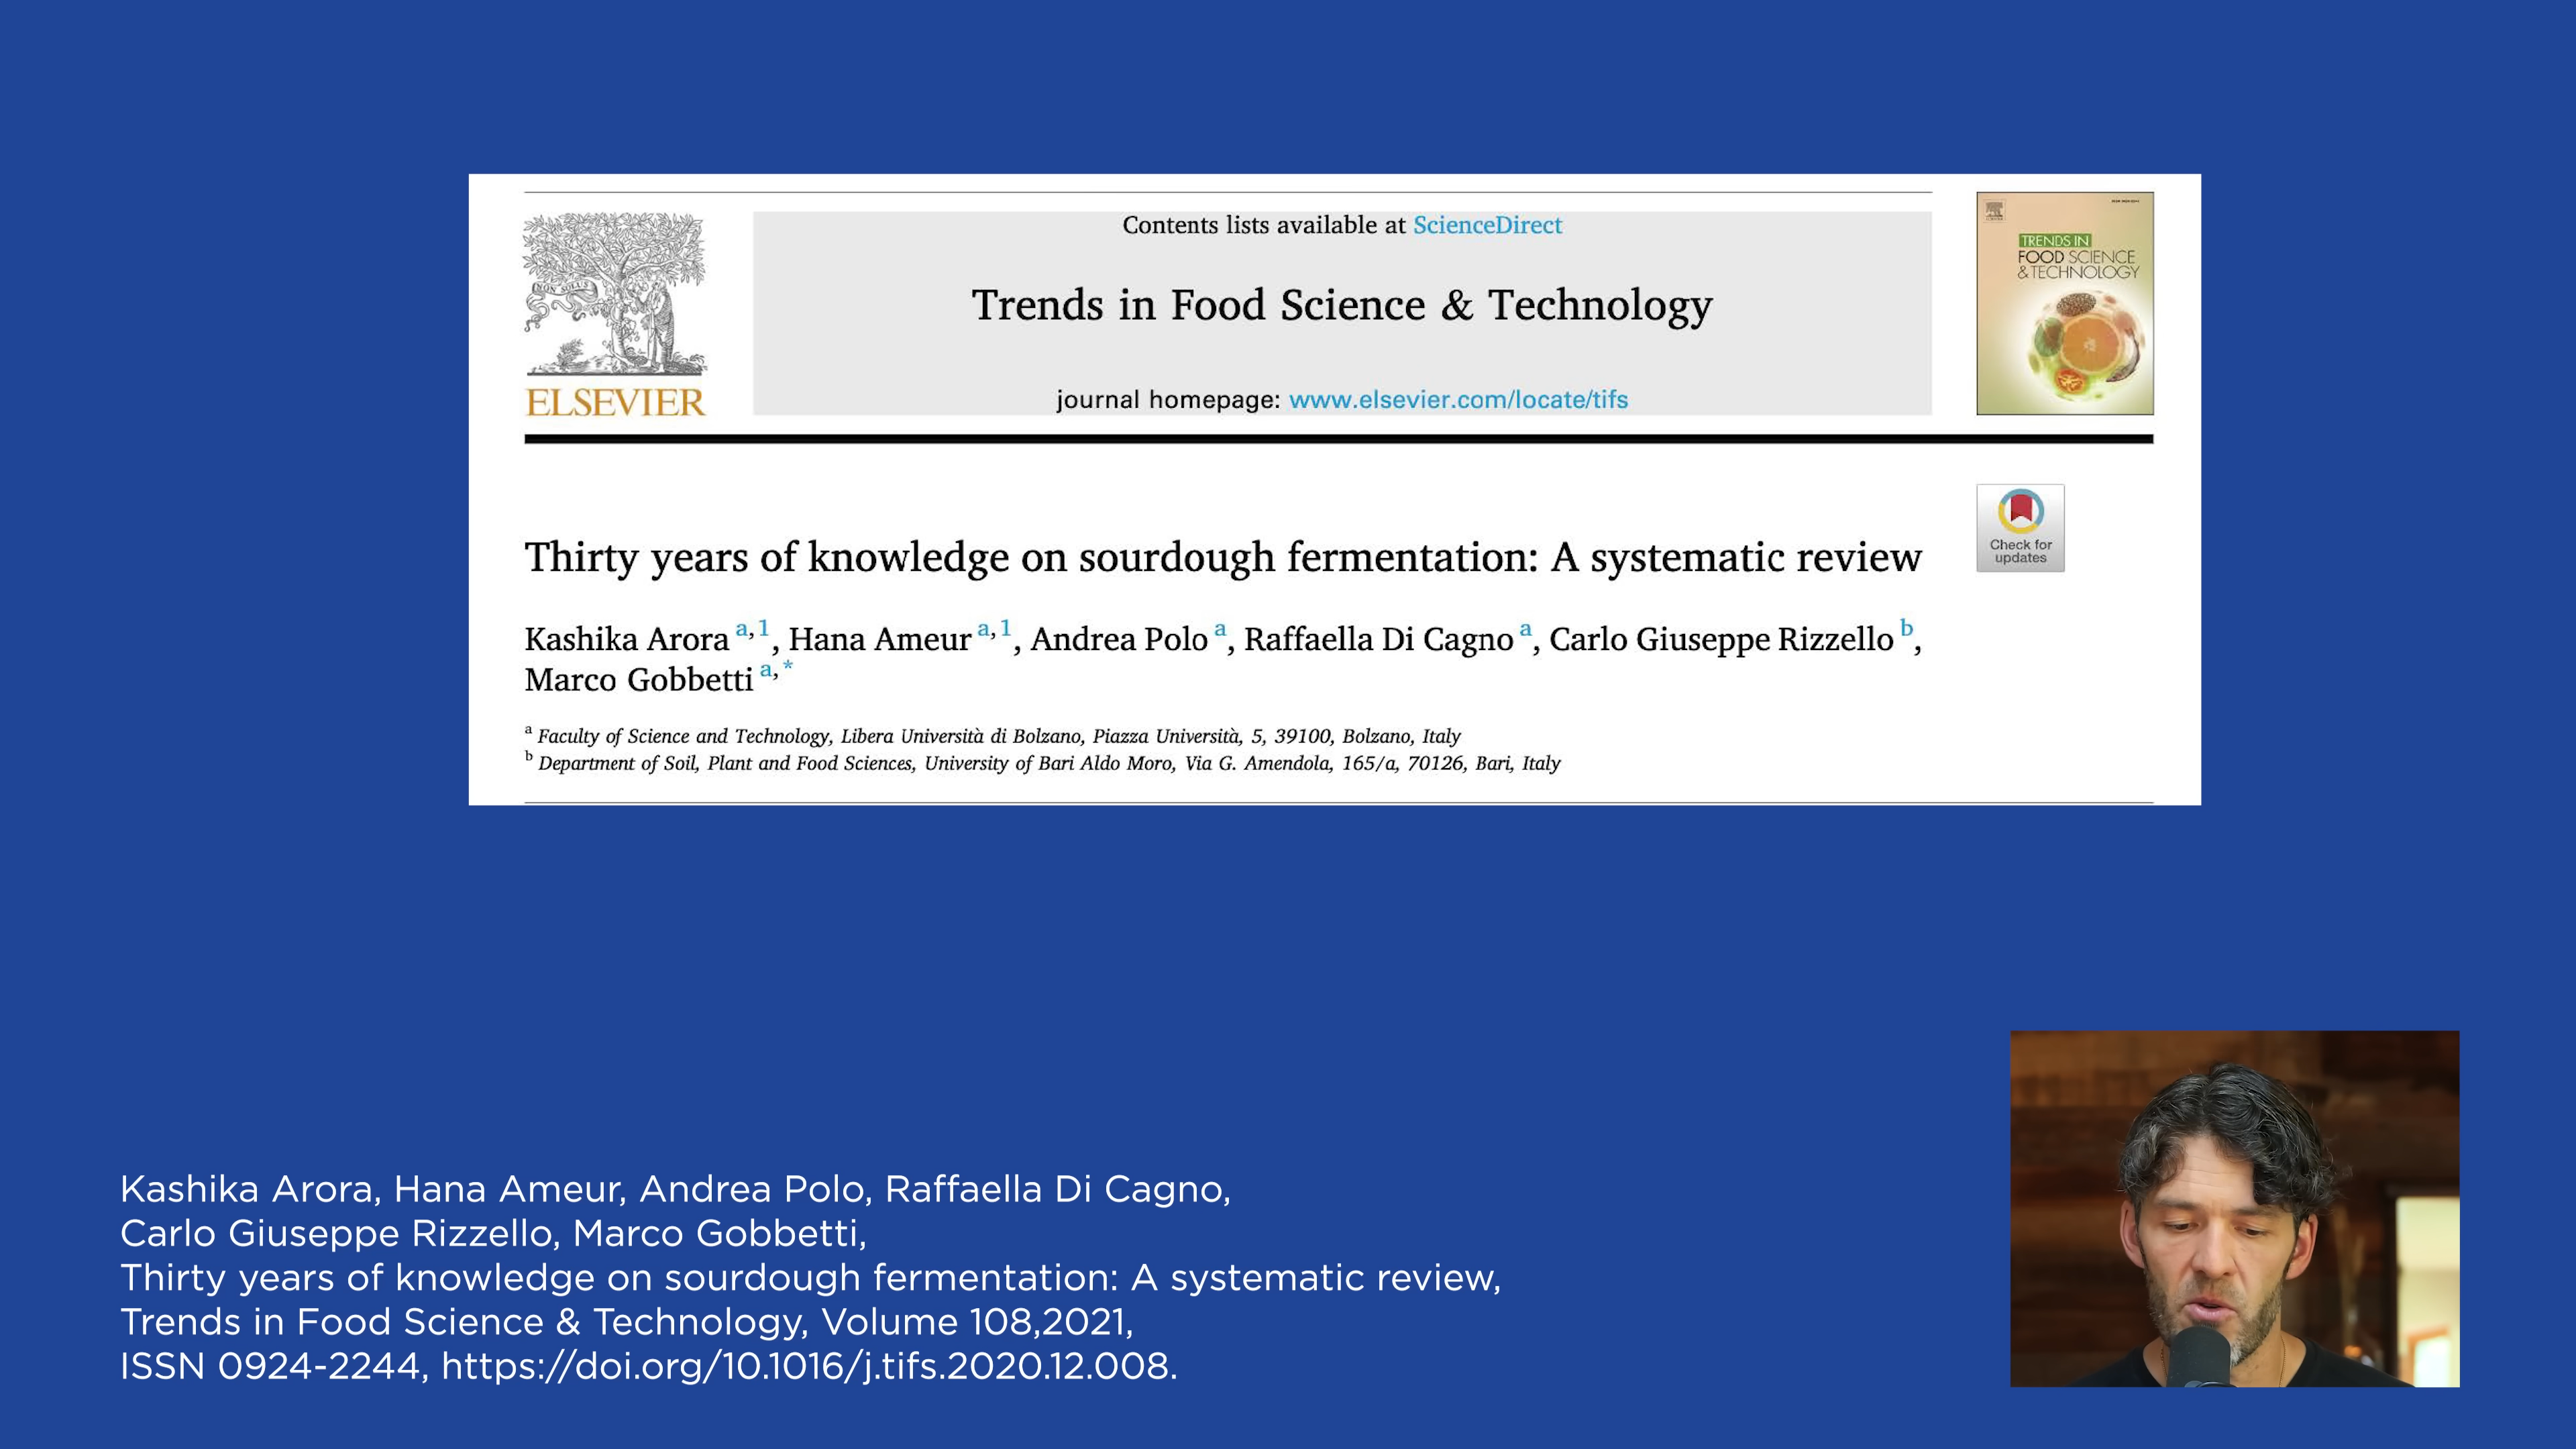 Contents lists available at ScienceDirect
Trends in Food Science & Technology
journal homepage: www.elsevier.com/locate/tifs
NON SOLUS
ELSEVIER
TRENDS IN
FOOD SCIENCE
& TECHNOLOGY
Check for
updates
Thirty years of knowledge on sourdough fermentation: A systematic review
Kashika Arora a,1, Hana Ameur a,1, Andrea Polo a, Raffaella Di Cagno a, Carlo Giuseppe Rizzello b,
Marco Gobbetti a,*
a Faculty of Science and Technology, Libera Università di Bolzano, Piazza Università, 5, 39100, Bolzano, Italy
b Department of Soil, Plant and Food Sciences, University of Bari Aldo Moro, Via G. Amendola, 165/a, 70126, Bari, Italy
Kashika Arora, Hana Ameur, Andrea Polo, Raffaella Di Cagno,
Carlo Giuseppe Rizzello, Marco Gobbetti,
Thirty years of knowledge on sourdough fermentation: A systematic review,
Trends in Food Science & Technology, Volume 108,2021,
ISSN 0924-2244, https://doi.org/10.1016/j.tifs.2020.12.008.